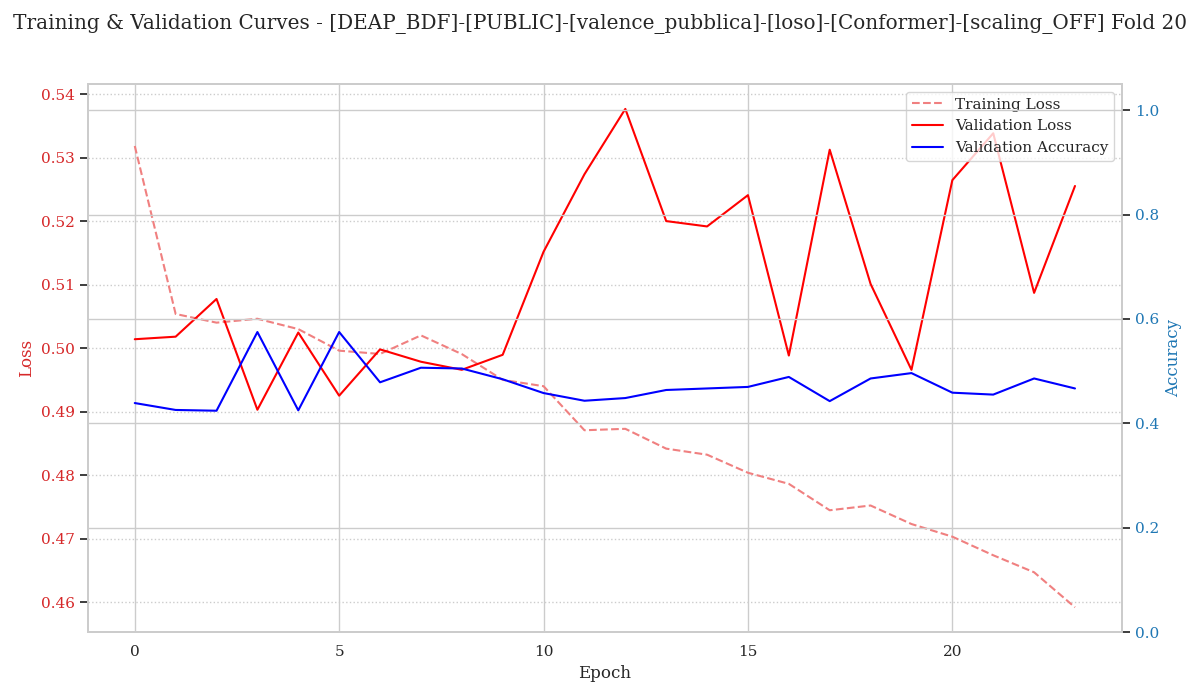 Training & Validation Curves - [DEAP_BDF]-[PUBLIC]-[valence_pubblica]-[loso]-[Conformer]-[scaling_OFF] Fold 20
Training Loss
Validation Loss
Validation Accuracy
0.54
0.53
0.52
0.51
0.50
0.49
0.48
0.47
0.46
Loss
1.0
0.8
0.6
0.4
0.2
0.0
Accuracy
0 5 10 15 20
Epoch